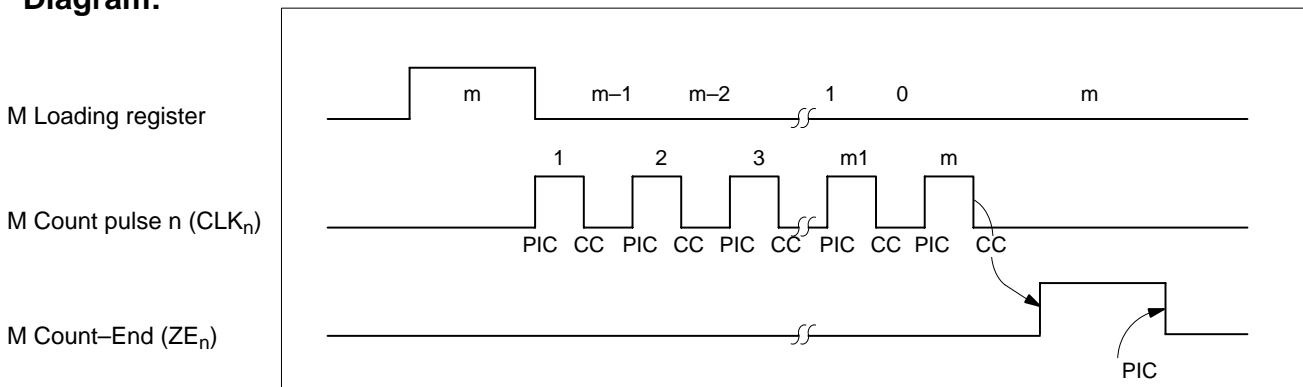 Diagram:
M Loading register
m m–1 m–2 1 0 m
1 2 3 m1 m
M Count pulse n (CLKn)
PIC CC PIC CC PIC CC PIC CC PIC CC
M Count–End (ZEn)
PIC